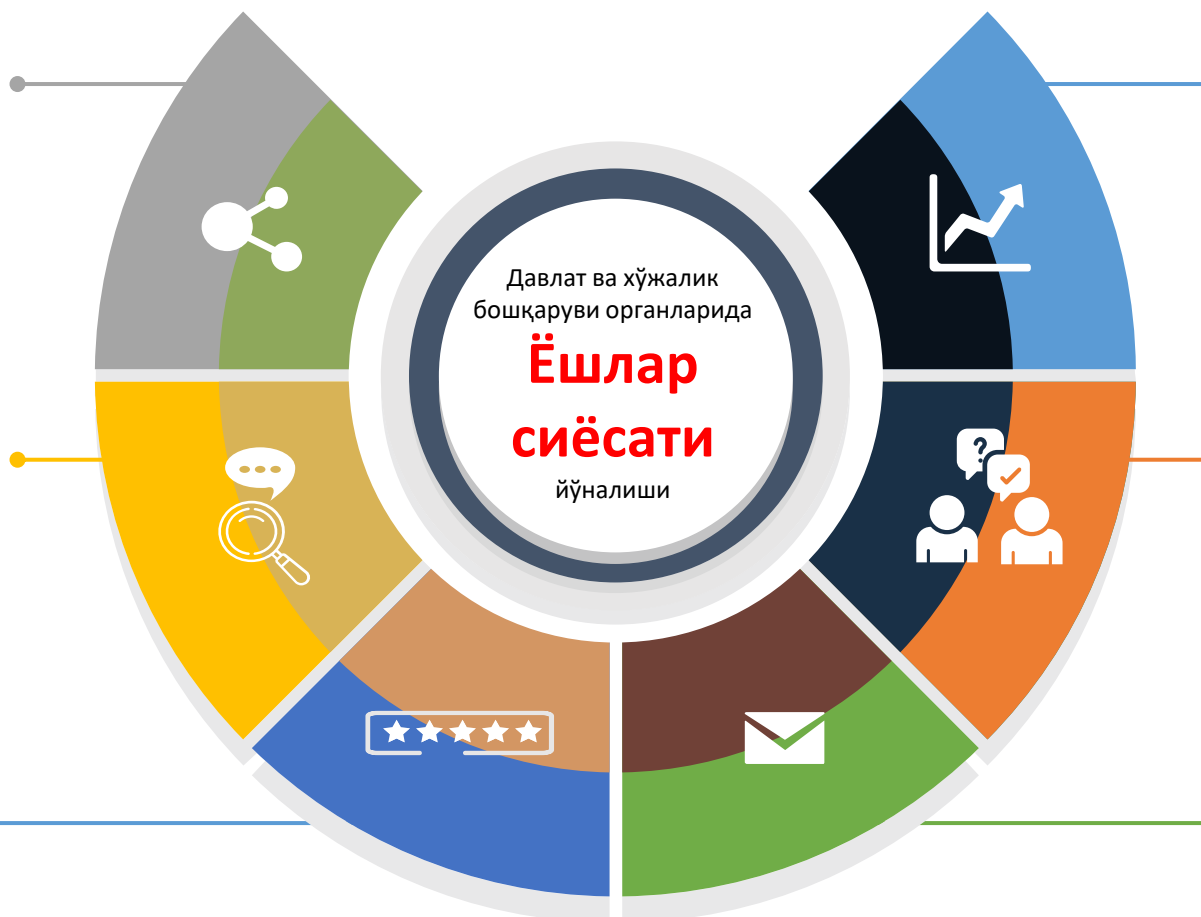 Давлат ва хўжалик
бошқаруви органларида
Ёшлар
сиёсати
йўналиши